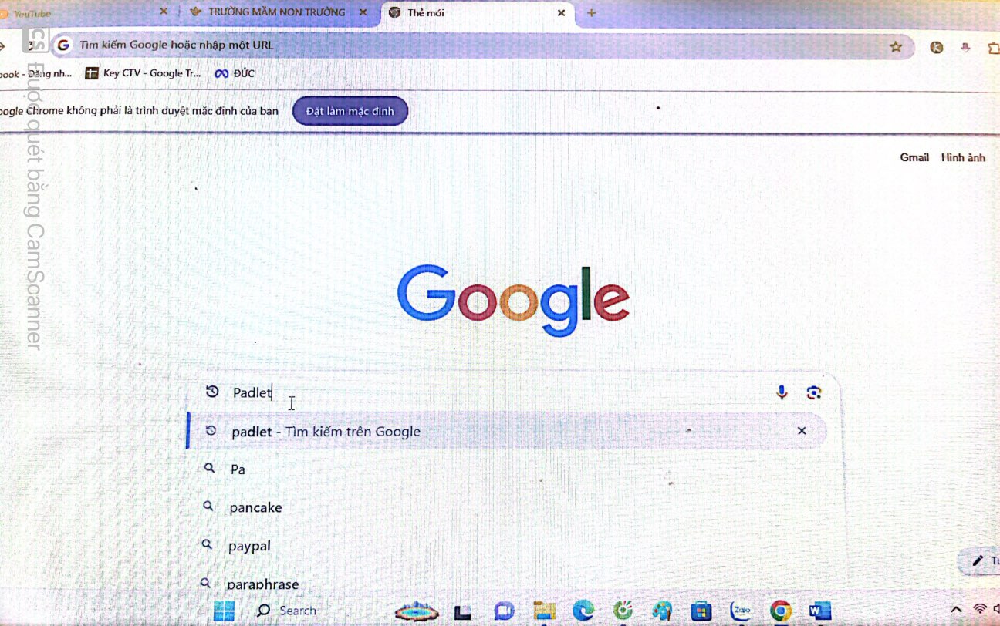 YouTube
TRƯỜNG MẦM NON TRƯỜNG
Thẻ mới
Tìm kiếm Google hoặc nhập một URL
book - Đăng nh...
Key CTV - Google Tr...
ĐỨC
oogle Chrome không phải là trình duyệt mặc định của bạn
Đặt làm mặc định
Gmail
Hình ảnh
CS Được quét bằng CamScanner
Google
Padlet
padlet - Tìm kiếm trên Google
Pa
pancake
paypal
paraphrase
Search
Zalo